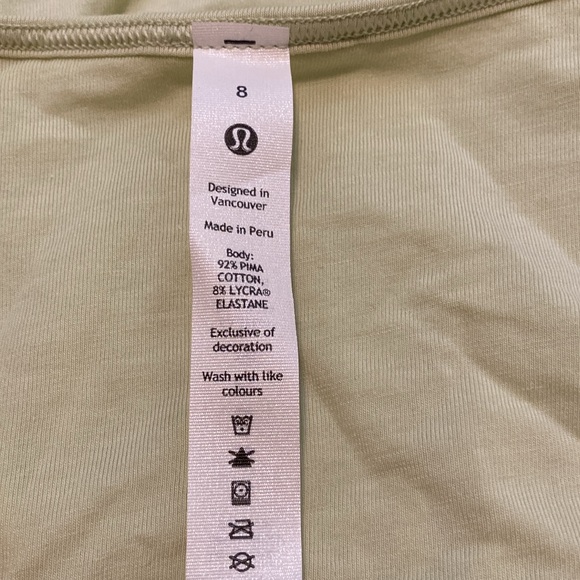 8
Designed in
Vancouver
Made in Peru
Body:
92% PIMA
COTTON,
8% LYCRA®
ELASTANE
Exclusive of
decoration
Wash with like
colours